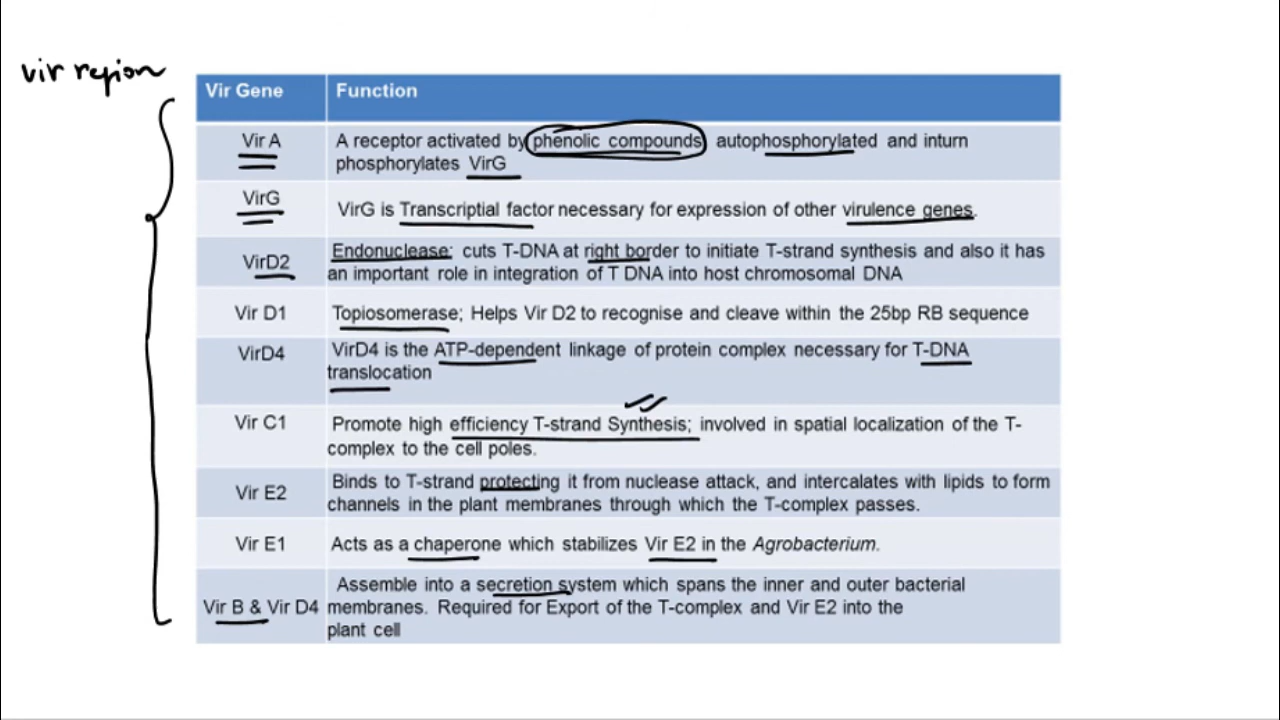 vir region
Vir Gene Function
Vir A A receptor activated by phenolic compounds autophosphorylated and inturn
phosphorylates VirG
VirG VirG is Transcriptial factor necessary for expression of other virulence genes.
VirD2 Endonuclease: cuts T-DNA at right border to initiate T-strand synthesis and also it has
an important role in integration of T DNA into host chromosomal DNA
Vir D1 Topiosomerase; Helps Vir D2 to recognise and cleave within the 25bp RB sequence
VirD4 VirD4 is the ATP-dependent linkage of protein complex necessary for T-DNA
translocation
Vir C1 Promote high efficiency T-strand Synthesis; involved in spatial localization of the T-
complex to the cell poles.
Vir E2 Binds to T-strand protecting it from nuclease attack, and intercalates with lipids to form
channels in the plant membranes through which the T-complex passes.
Vir E1 Acts as a chaperone which stabilizes Vir E2 in the Agrobacterium.
Assemble into a secretion system which spans the inner and outer bacterial
Vir B & Vir D4 membranes. Required for Export of the T-complex and Vir E2 into the
plant cell